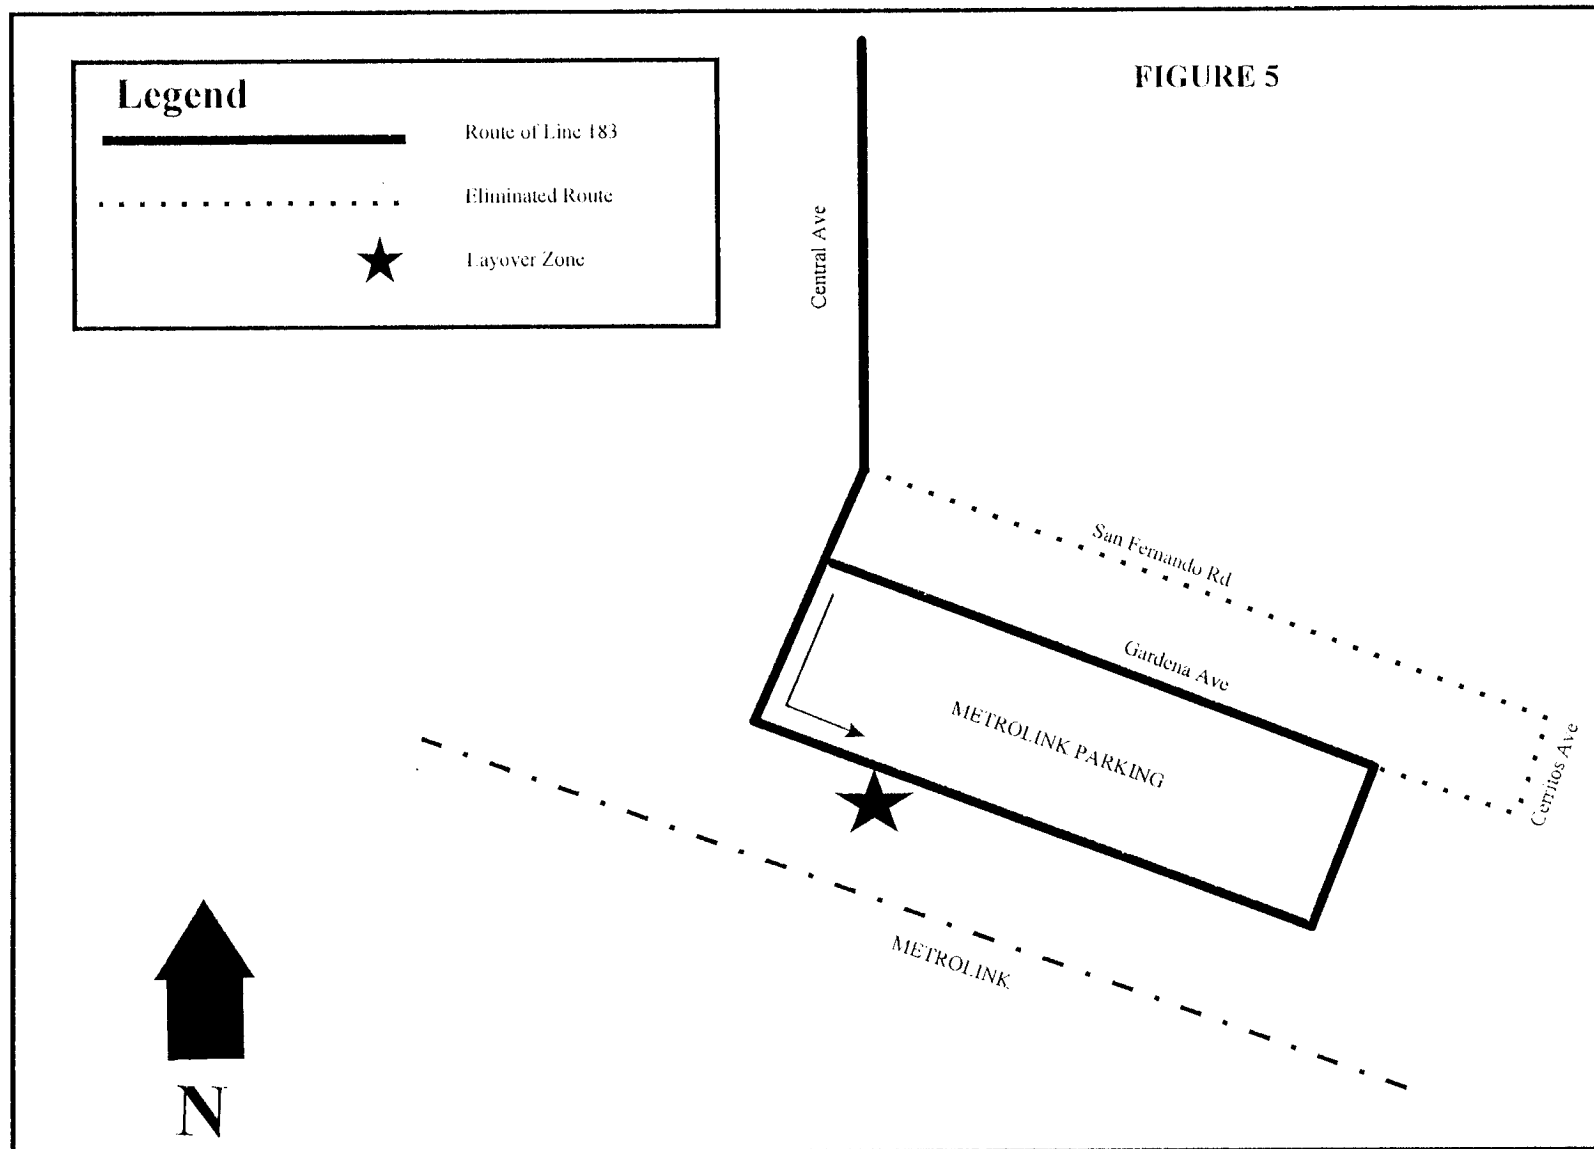 FIGURE 5
Legend
Route of Line 183
Eliminated Route
Layover Zone
Central Ave
San Fernando Rd
Gardena Ave
Cerritos Ave
METROLINK PARKING
METROLINK
N